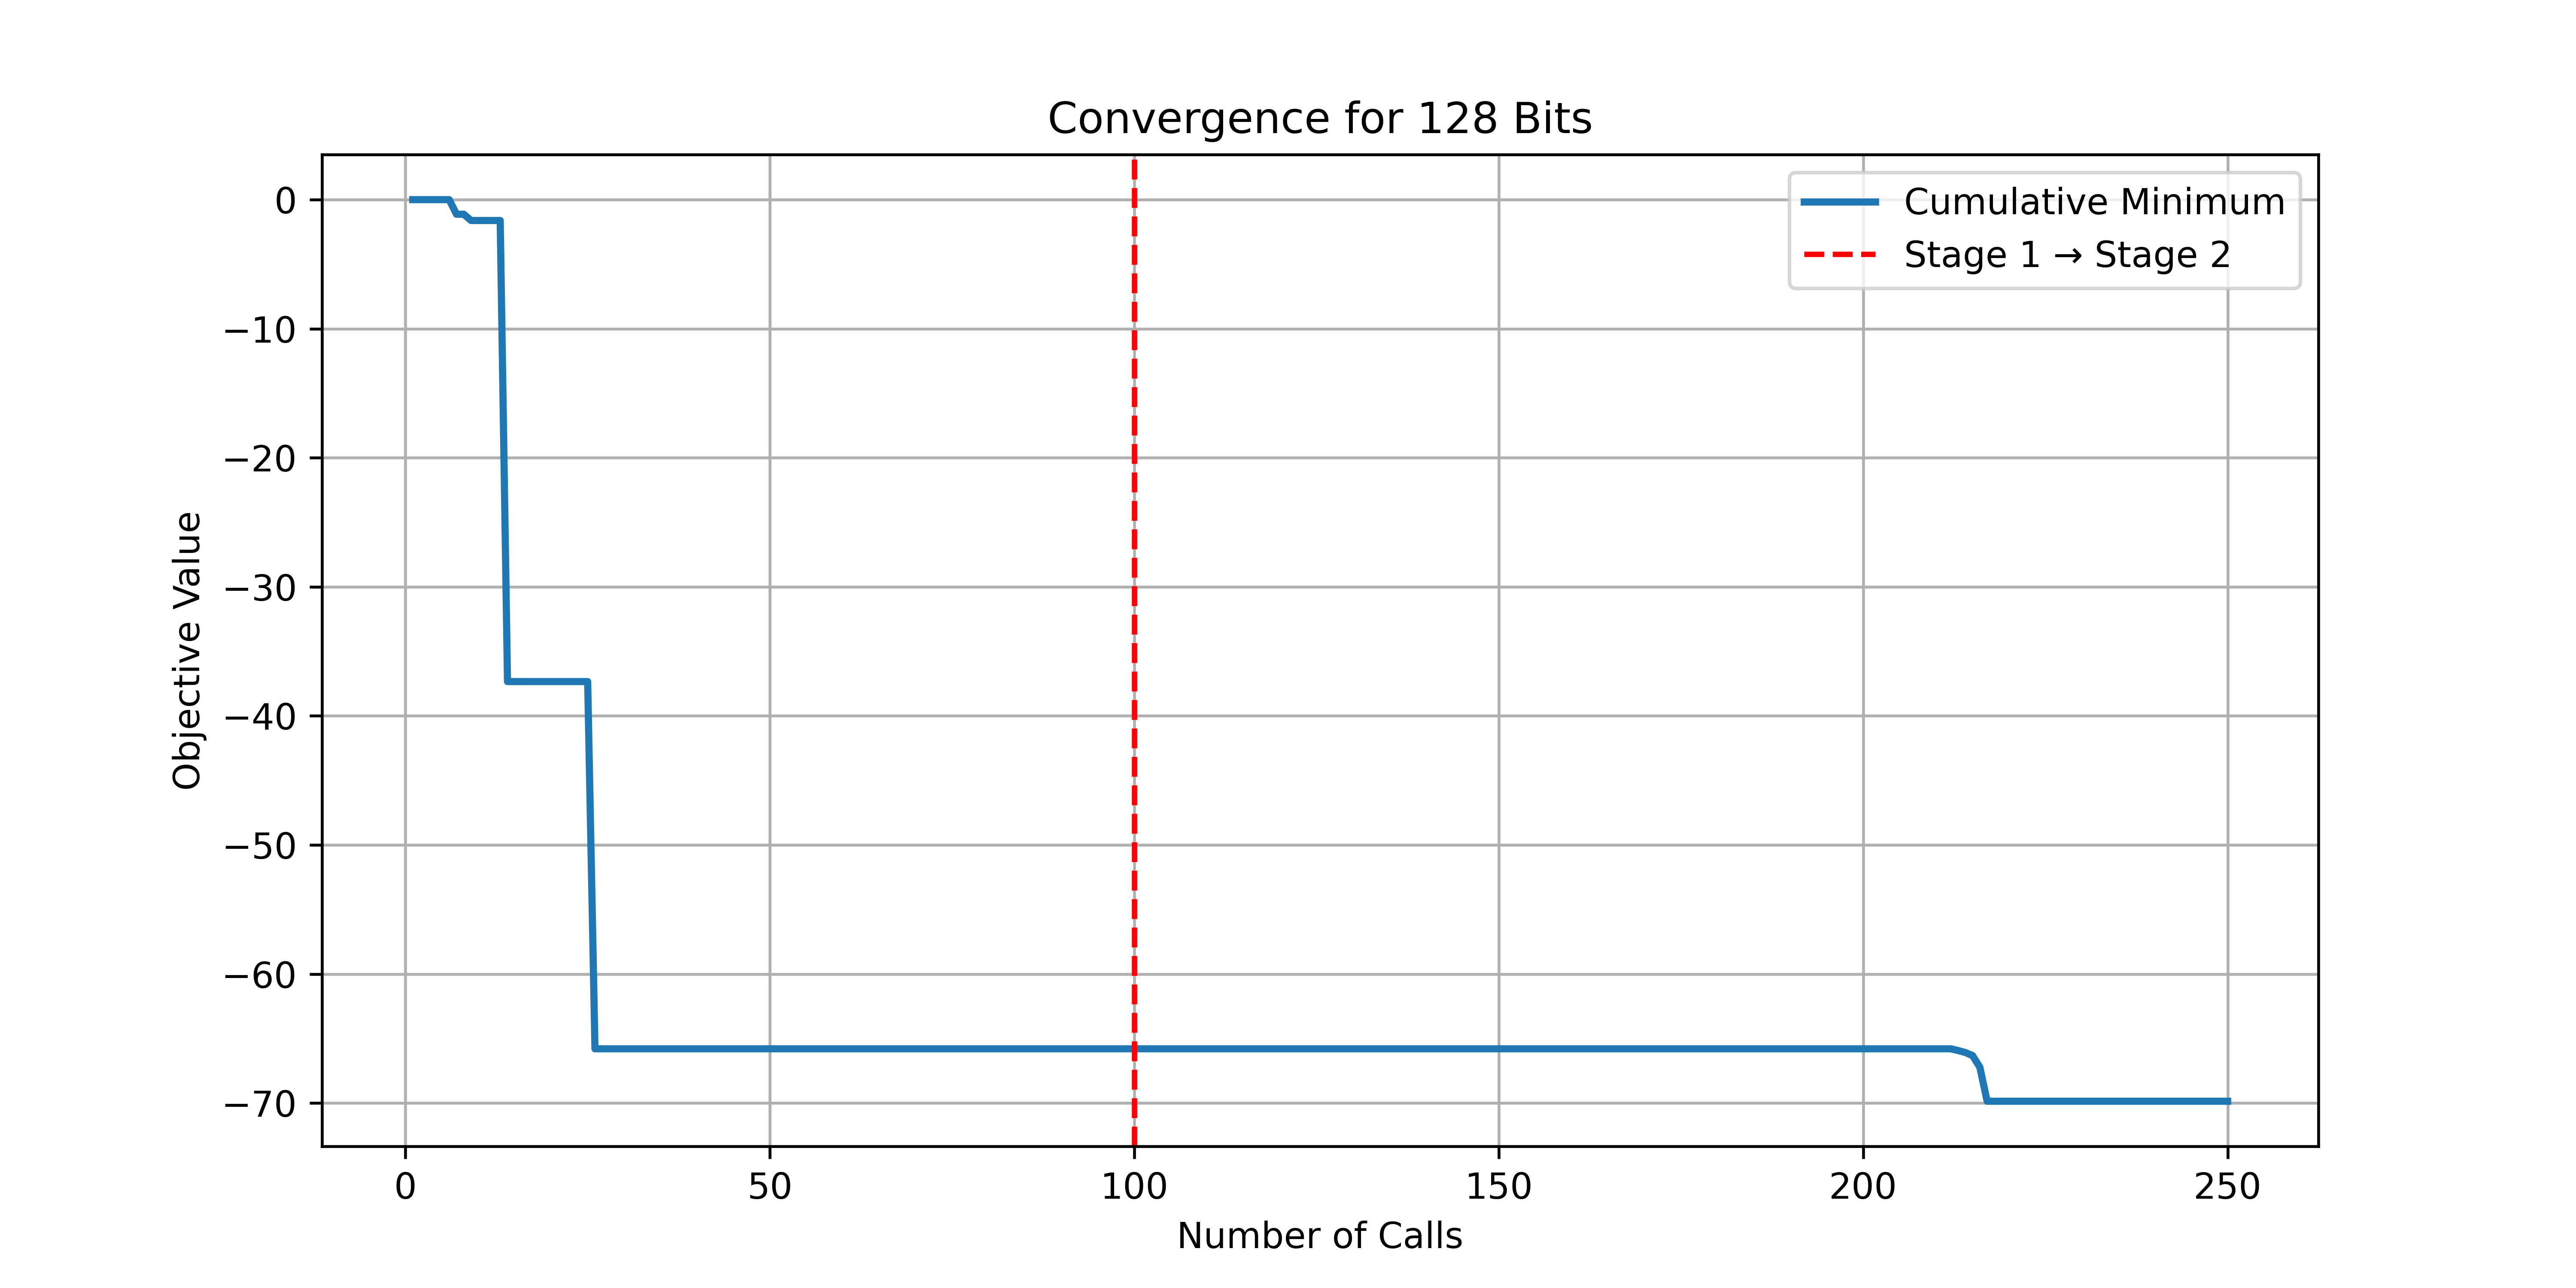 Convergence for 128 Bits
Cumulative Minimum
Stage 1 → Stage 2
Objective Value
0
−10
−20
−30
−40
−50
−60
−70
0 50 100 150 200 250
Number of Calls